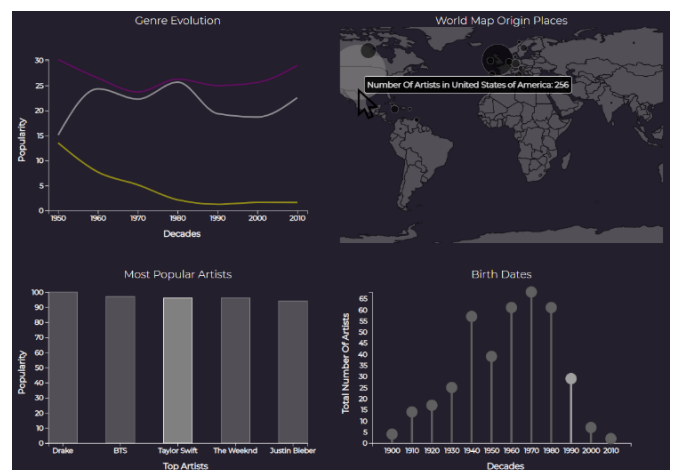 Genre Evolution
World Map Origin Places
Number Of Artists in United States of America: 256
30
25
20
15
10
5
0
Popularity
1950 1960 1970 1980 1990 2000 2010
Decades
Most Popular Artists
Birth Dates
100
90
80
70
60
50
40
30
20
10
0
Popularity
Drake BTS Taylor Swift The Weeknd Justin Bieber
Top Artists
65
60
55
50
45
40
35
30
25
20
15
10
5
0
Total Number Of Artists
1900 1910 1920 1930 1940 1950 1960 1970 1980 1990 2000 2010
Decades